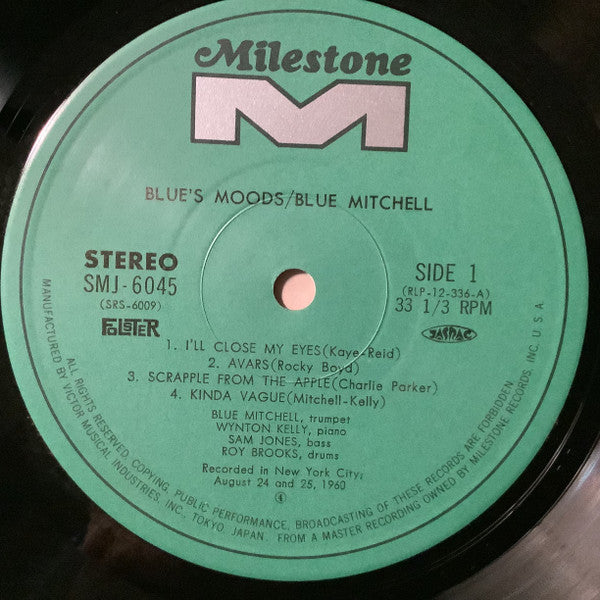 Milestone
M
BLUE'S MOODS/BLUE MITCHELL
STEREO
SMJ-6045
(SRS-6009)
FOLSTER
SIDE 1
(RLP-12-336-A)
33 1/3 RPM
JASRAC
1. I'LL CLOSE MY EYES(Kaye-Reid)
2. AVARS(Rocky Boyd)
3. SCRAPPLE FROM THE APPLE(Charlie Parker)
4. KINDA VAGUE(Mitchell-Kelly)
BLUE MITCHELL, trumpet
WYNTON KELLY, piano
SAM JONES, bass
ROY BROOKS, drums
Recorded in New York City;
August 24 and 25, 1960
4
ALL RIGHTS RESERVED. COPYING, PUBLIC PERFORMANCE, BROADCASTING OF THESE RECORDS ARE FORBIDDEN
MANUFACTURED BY VICTOR MUSICAL INDUSTRIES, INC. TOKYO, JAPAN. FROM A MASTER RECORDING OWNED BY MILESTONE RECORDS, INC. U.S.A.